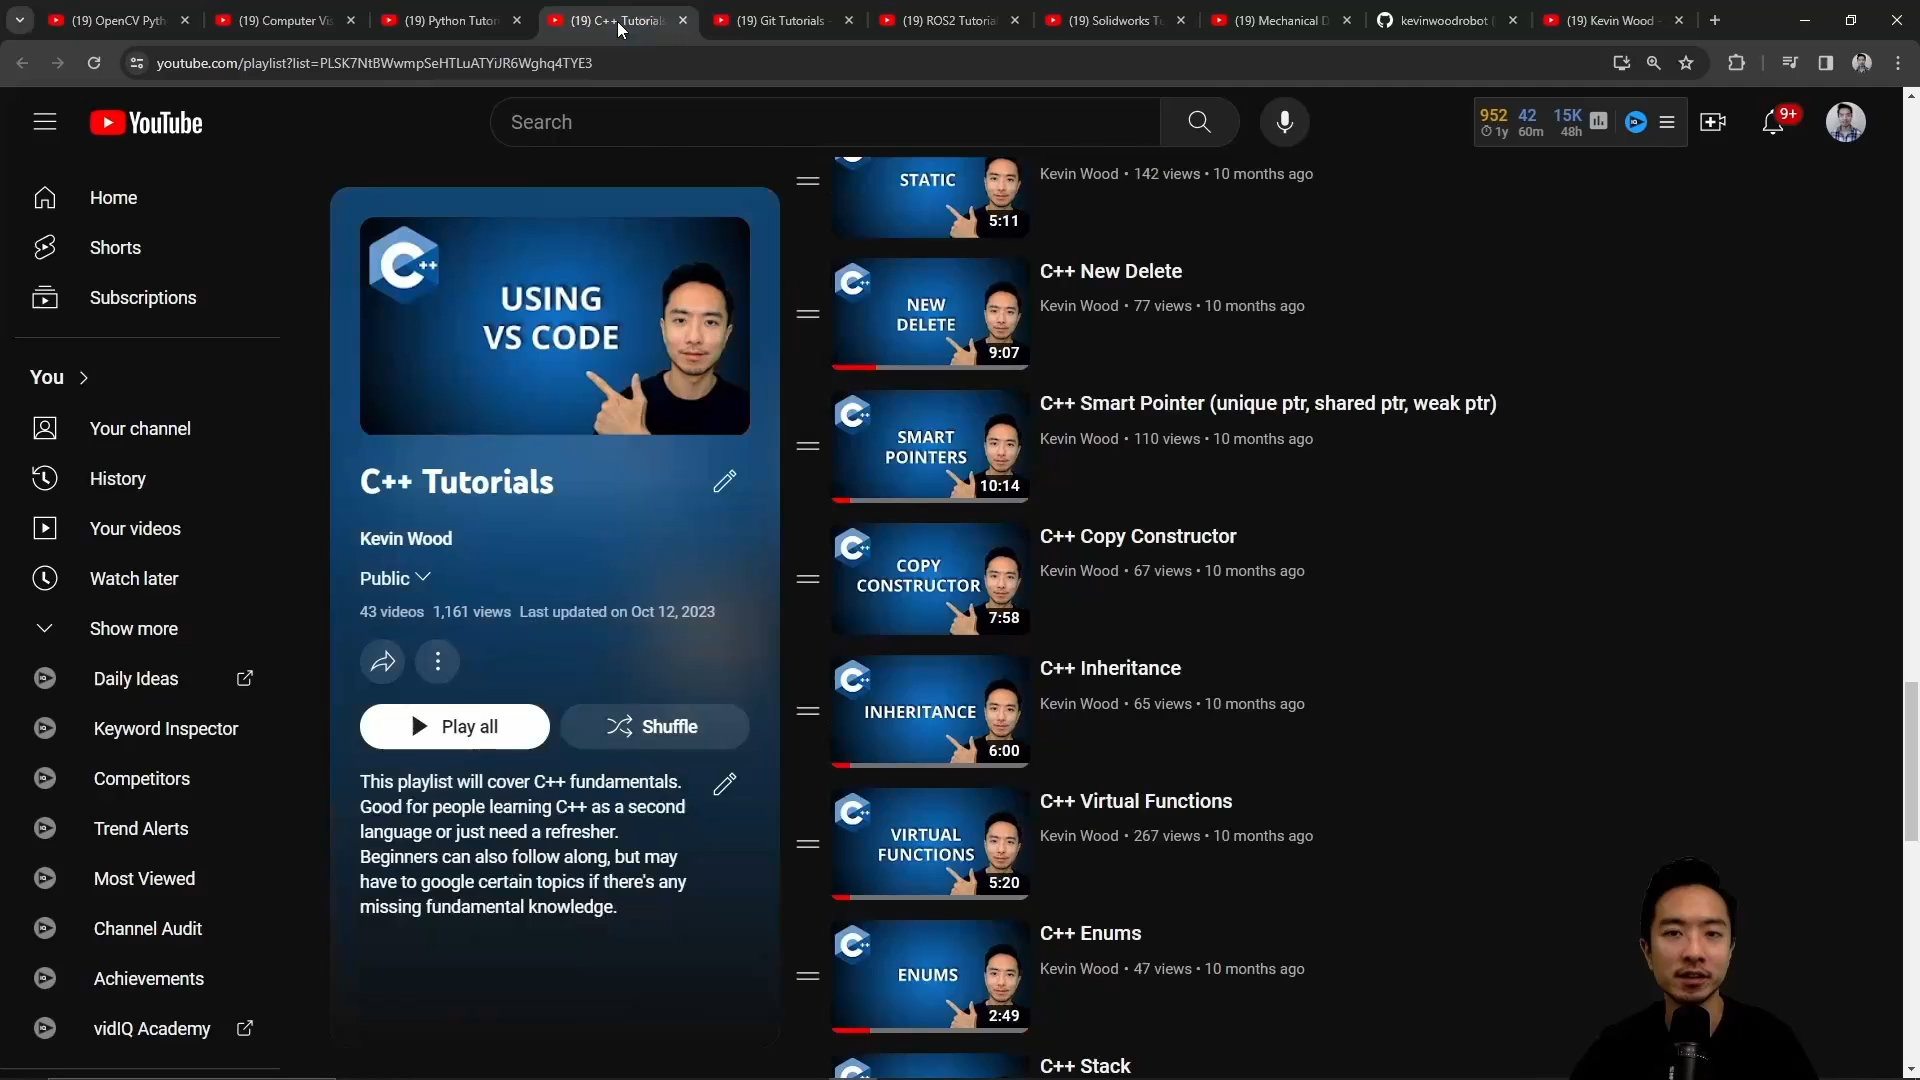 (19) OpenCV Pyth
(19) Computer Vis
(19) Python Tutor
(19) C++ Tutorials
(19) Git Tutorials -
(19) ROS2 Tutorial
(19) Solidworks Tu
(19) Mechanical D
kevinwoodrobot (
(19) Kevin Wood -
youtube.com/playlist?list=PLSK7NtBWwmpSeHTLuATYiJR6Wghq4TYE3
YouTube
Search
952 42 15K
1y 60m 48h
9+
Home
Shorts
Subscriptions
You
Your channel
History
Your videos
Watch later
Show more
Daily Ideas
Keyword Inspector
Competitors
Trend Alerts
Most Viewed
Channel Audit
Achievements
vidIQ Academy
C++
USING
VS CODE
C++ Tutorials
Kevin Wood
Public
43 videos 1,161 views Last updated on Oct 12, 2023
Play all
Shuffle
This playlist will cover C++ fundamentals.
Good for people learning C++ as a second
language or just need a refresher.
Beginners can also follow along, but may
have to google certain topics if there's any
missing fundamental knowledge.
STATIC
5:11
Kevin Wood • 142 views • 10 months ago
NEW
DELETE
9:07
C++ New Delete
Kevin Wood • 77 views • 10 months ago
SMART
POINTERS
10:14
C++ Smart Pointer (unique ptr, shared ptr, weak ptr)
Kevin Wood • 110 views • 10 months ago
COPY
CONSTRUCTOR
7:58
C++ Copy Constructor
Kevin Wood • 67 views • 10 months ago
INHERITANCE
6:00
C++ Inheritance
Kevin Wood • 65 views • 10 months ago
VIRTUAL
FUNCTIONS
5:20
C++ Virtual Functions
Kevin Wood • 267 views • 10 months ago
ENUMS
2:49
C++ Enums
Kevin Wood • 47 views • 10 months ago
C++ Stack